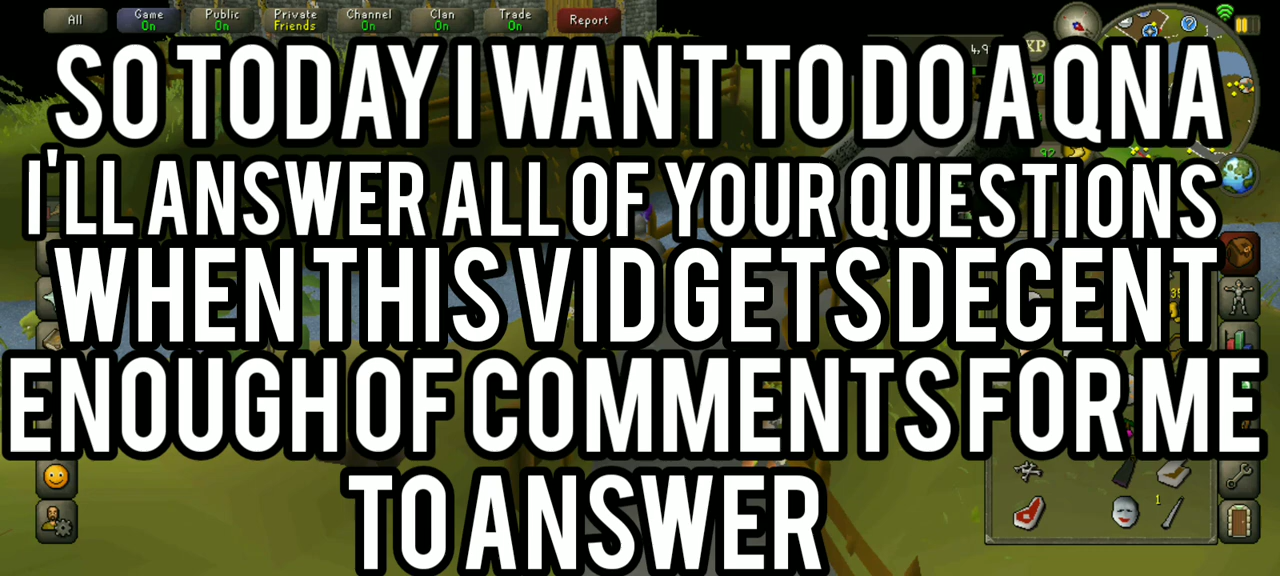 All
Game
On
Public
On
Private
Friends
Channel
On
Clan
On
Trade
On
Report
XP
SO TODAY I WANT TO DO A QNA
I'LL ANSWER ALL OF YOUR QUESTIONS
WHEN THIS VID GETS DECENT
ENOUGH OF COMMENTS FOR ME
TO ANSWER
1